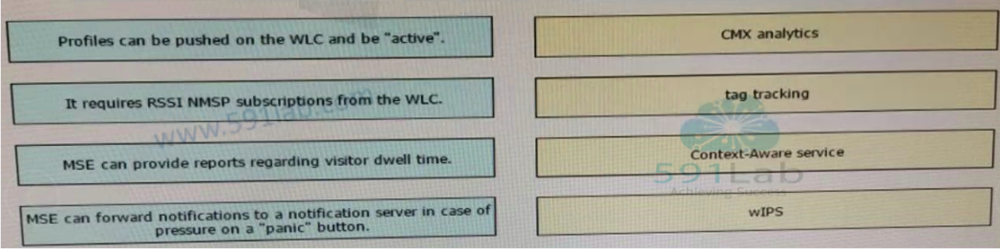 Profiles can be pushed on the WLC and be "active".
CMX analytics
It requires RSSI NMSP subscriptions from the WLC.
tag tracking
www.591lab.com
MSE can provide reports regarding visitor dwell time.
Context-Aware service
591Lab
Achieving Success
MSE can forward notifications to a notification server in case of
pressure on a "panic" button.
wIPS